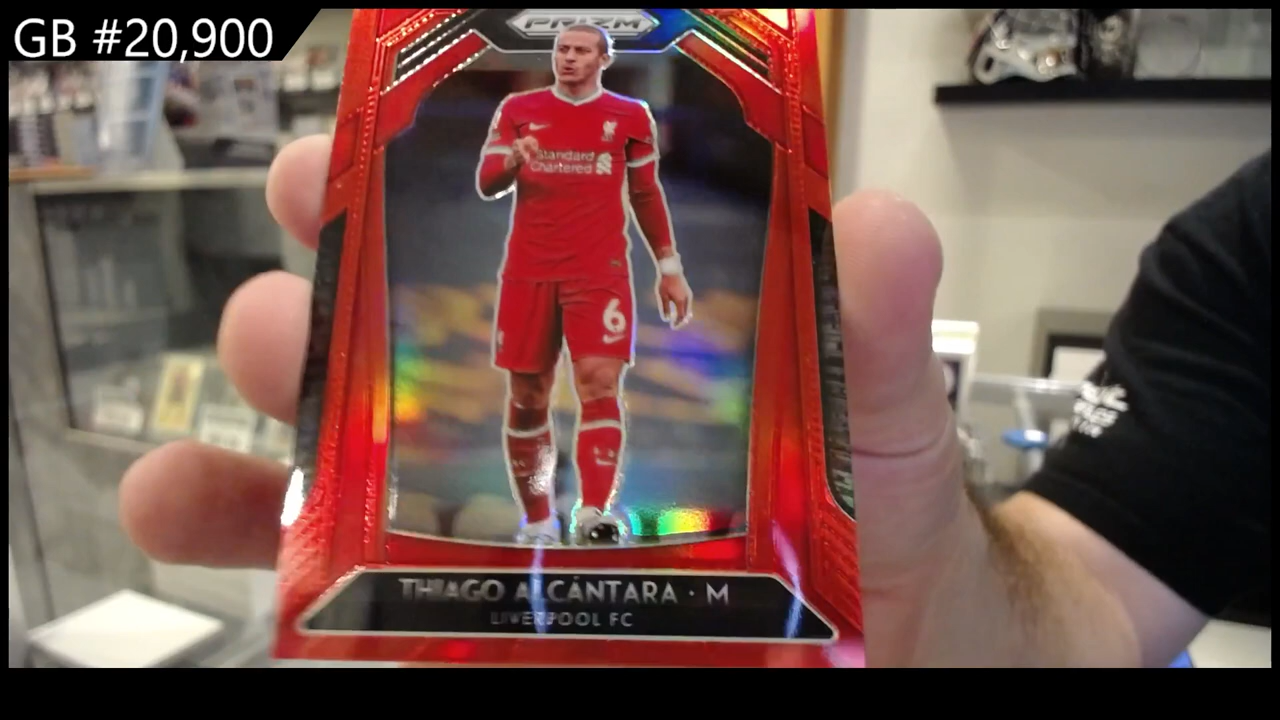 GB #20,900
PRIZM
Standard
Chartered
6
THIAGO ALCÁNTARA · M
LIVERPOOL FC